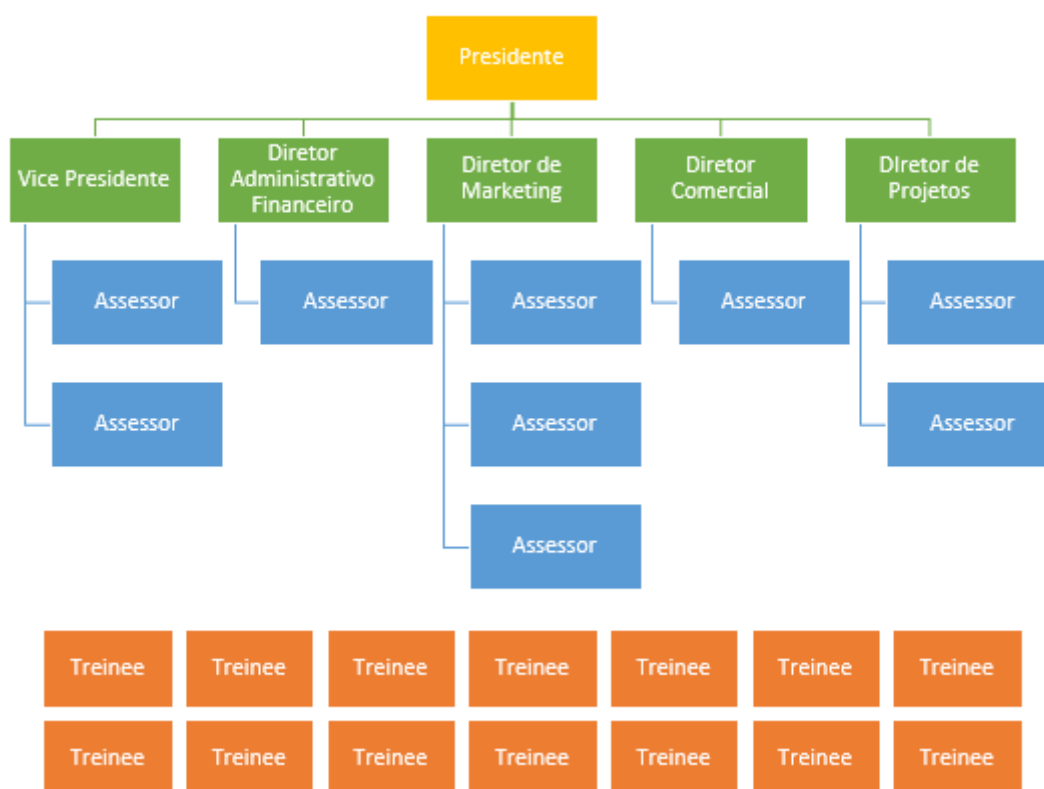 Presidente
Vice Presidente
Diretor
Administrativo
Financeiro
Diretor de
Marketing
Diretor
Comercial
DIretor de
Projetos
Assessor
Assessor
Assessor
Assessor
Assessor
Assessor
Assessor
Assessor
Assessor
Treinee
Treinee
Treinee
Treinee
Treinee
Treinee
Treinee
Treinee
Treinee
Treinee
Treinee
Treinee
Treinee
Treinee